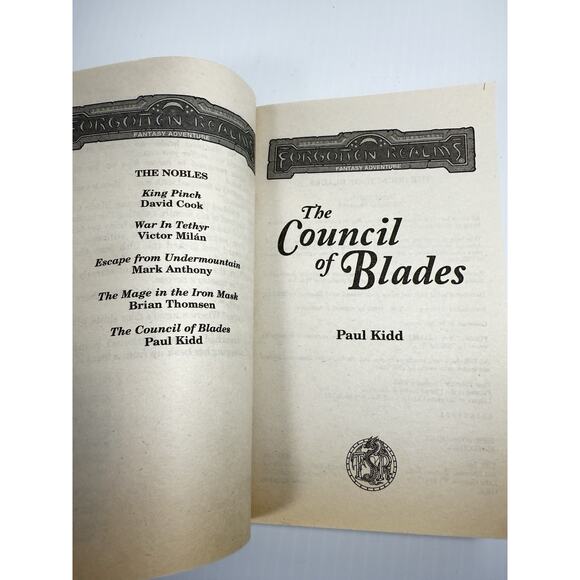 FORGOTTEN REALMS
FANTASY ADVENTURE
THE NOBLES
King Pinch
David Cook
War In Tethyr
Victor Milán
Escape from Undermountain
Mark Anthony
The Mage in the Iron Mask
Brian Thomsen
The Council of Blades
Paul Kidd
FORGOTTEN REALMS
FANTASY ADVENTURE
The
Council
of Blades
Paul Kidd
TSR